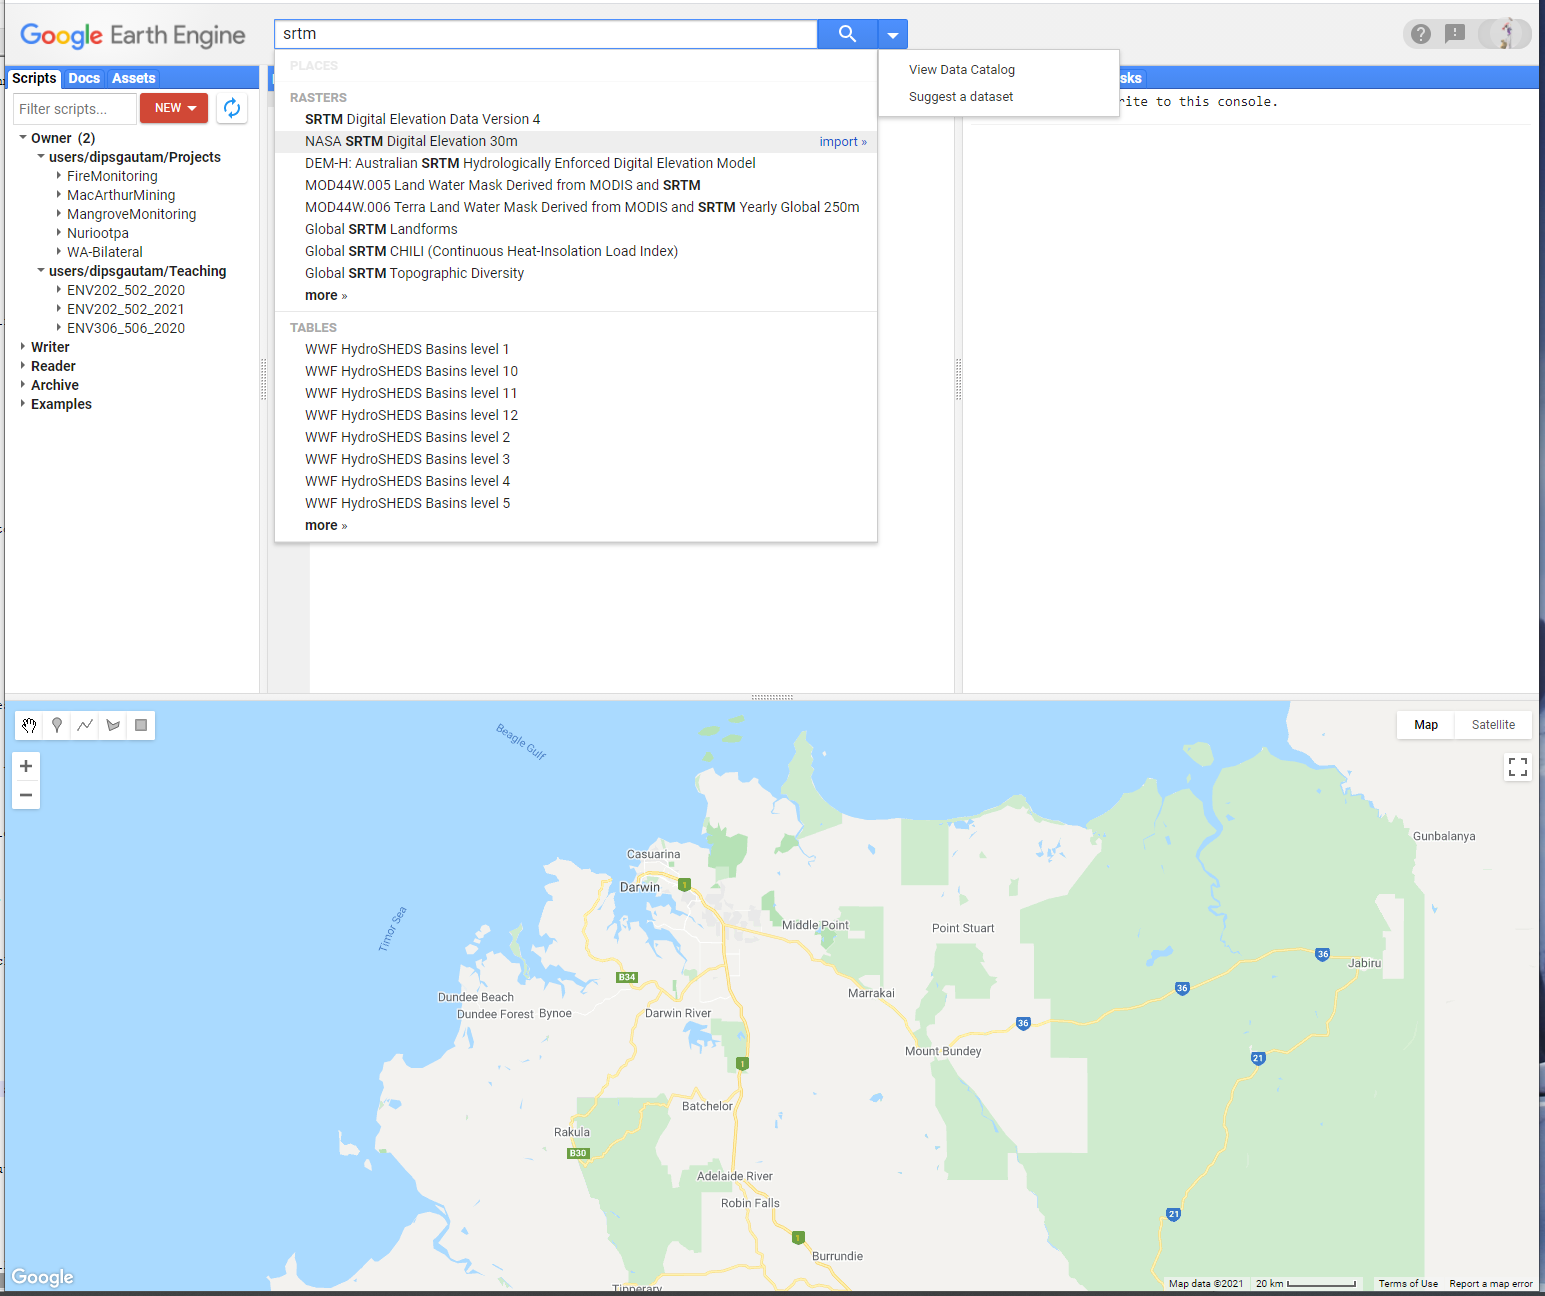 Google Earth Engine
srtm
View Data Catalog
Suggest a dataset
Scripts Docs Assets
sks
Filter scripts...
NEW
rite to this console.
Owner (2)
users/dipsgautam/Projects
FireMonitoring
MacArthurMining
MangroveMonitoring
Nuriootpa
WA-Bilateral
users/dipsgautam/Teaching
ENV202_502_2020
ENV202_502_2021
ENV306_506_2020
Writer
Reader
Archive
Examples
PLACES
RASTERS
SRTM Digital Elevation Data Version 4
NASA SRTM Digital Elevation 30m import »
DEM-H: Australian SRTM Hydrologically Enforced Digital Elevation Model
MOD44W.005 Land Water Mask Derived from MODIS and SRTM
MOD44W.006 Terra Land Water Mask Derived from MODIS and SRTM Yearly Global 250m
Global SRTM Landforms
Global SRTM CHILI (Continuous Heat-Insolation Load Index)
Global SRTM Topographic Diversity
more »
TABLES
WWF HydroSHEDS Basins level 1
WWF HydroSHEDS Basins level 10
WWF HydroSHEDS Basins level 11
WWF HydroSHEDS Basins level 12
WWF HydroSHEDS Basins level 2
WWF HydroSHEDS Basins level 3
WWF HydroSHEDS Basins level 4
WWF HydroSHEDS Basins level 5
more »
Map Satellite
Beagle Gulf
Gunbalanya
Casuarina
Darwin
1
Middle Point
Point Stuart
Timor Sea
36
Jabiru
B34
36
Marrakai
Dundee Beach
Dundee Forest Bynoe
Darwin River
36
Mount Bundey
21
1
Batchelor
Rakula
B30
Adelaide River
Robin Falls
21
1
Burrundie
Tipperary
Google
Map data ©2021 20 km Terms of Use Report a map error